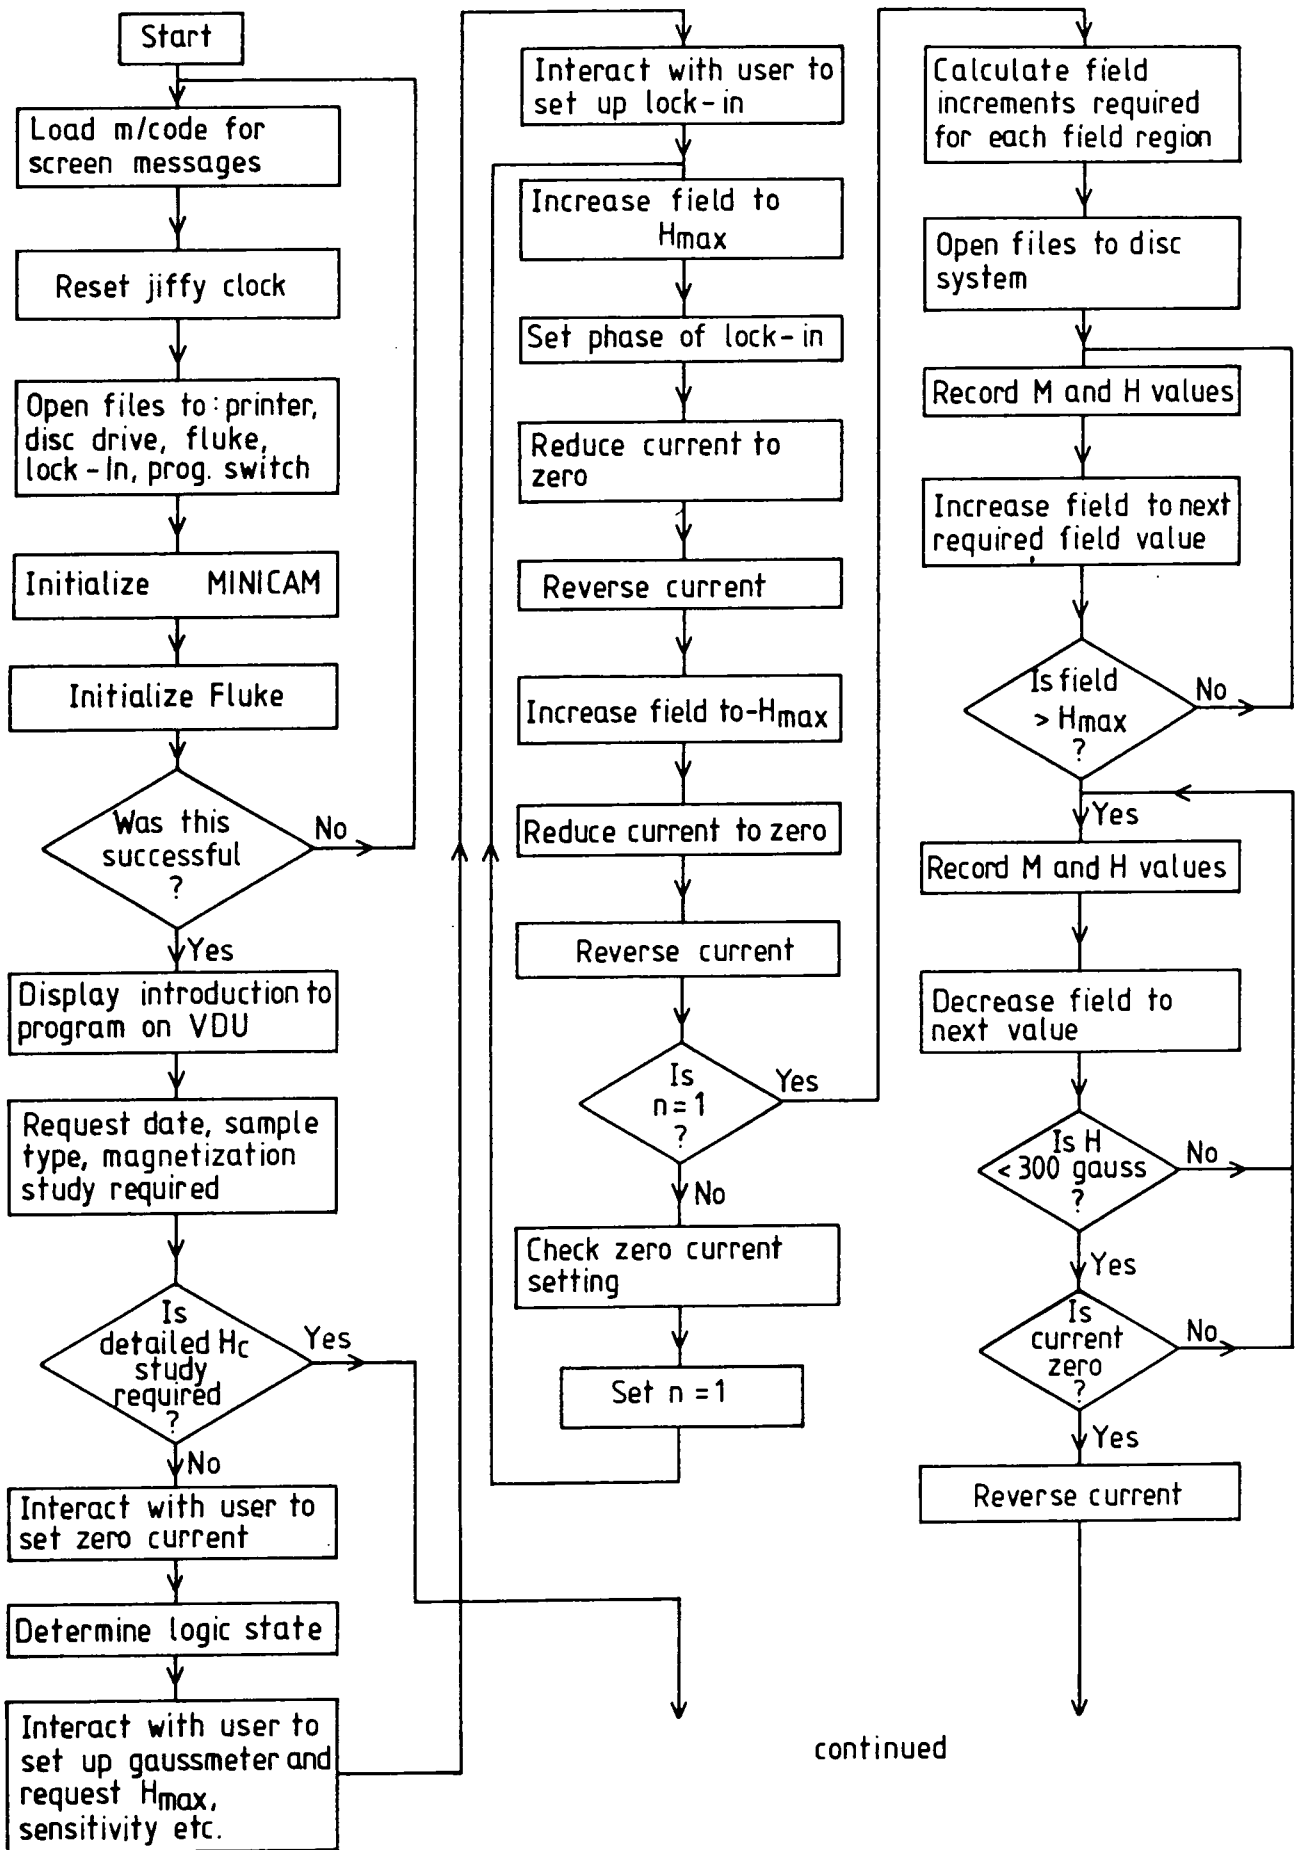 Start
Load m/code for
screen messages
Reset jiffy clock
Open files to: printer,
disc drive, fluke,
lock-In, prog. switch
Initialize MINICAM
Initialize Fluke
Was this
successful
?
No
Yes
Display introduction to
program on VDU
Request date, sample
type, magnetization
study required
Is
detailed Hc
study
required
?
Yes
No
Interact with user to
set zero current
Determine logic state
Interact with user to
set up gaussmeter and
request Hmax,
sensitivity etc.
Interact with user to
set up lock-in
Increase field to
Hmax
Set phase of lock-in
Reduce current to
zero
Reverse current
Increase field to-Hmax
Reduce current to zero
Reverse current
Is
n=1
?
Yes
No
Check zero current
setting
Set n=1
Calculate field
increments required
for each field region
Open files to disc
system
Record M and H values
Increase field to next
required field value
Is field
> Hmax
?
No
Yes
Record M and H values
Decrease field to
next value
Is H
< 300 gauss
?
No
Yes
Is
current
zero
?
No
Yes
Reverse current
continued